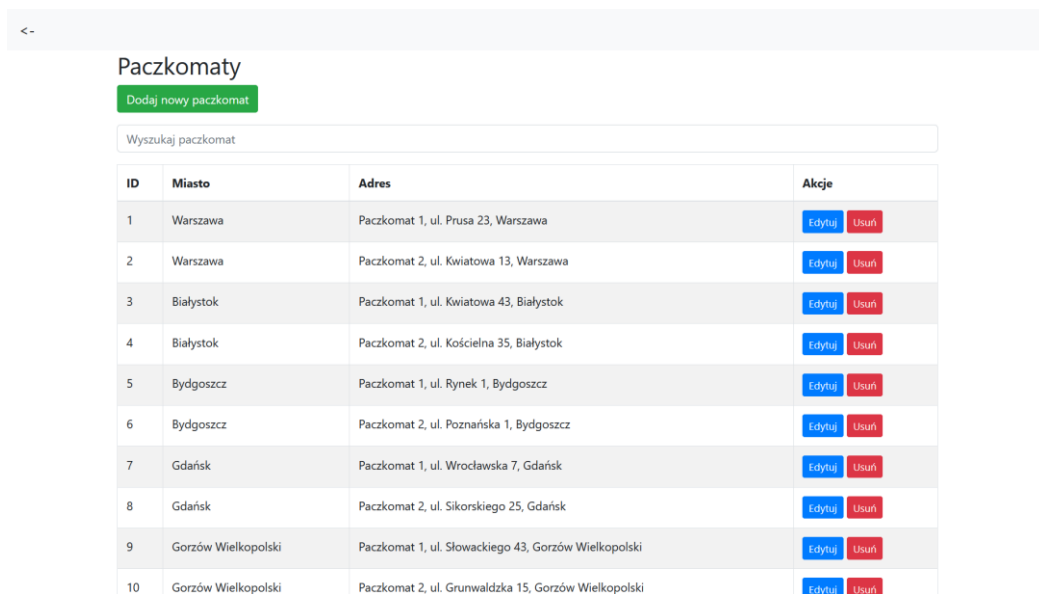 <-
Paczkomaty
Dodaj nowy paczkomat
Wyszukaj paczkomat
ID Miasto Adres Akcje
1 Warszawa Paczkomat 1, ul. Prusa 23, Warszawa Edytuj Usuń
2 Warszawa Paczkomat 2, ul. Kwiatowa 13, Warszawa Edytuj Usuń
3 Białystok Paczkomat 1, ul. Kwiatowa 43, Białystok Edytuj Usuń
4 Białystok Paczkomat 2, ul. Kościelna 35, Białystok Edytuj Usuń
5 Bydgoszcz Paczkomat 1, ul. Rynek 1, Bydgoszcz Edytuj Usuń
6 Bydgoszcz Paczkomat 2, ul. Poznańska 1, Bydgoszcz Edytuj Usuń
7 Gdańsk Paczkomat 1, ul. Wrocławska 7, Gdańsk Edytuj Usuń
8 Gdańsk Paczkomat 2, ul. Sikorskiego 25, Gdańsk Edytuj Usuń
9 Gorzów Wielkopolski Paczkomat 1, ul. Słowackiego 43, Gorzów Wielkopolski Edytuj Usuń
10 Gorzów Wielkopolski Paczkomat 2, ul. Grunwaldzka 15, Gorzów Wielkopolski Edytuj Usuń